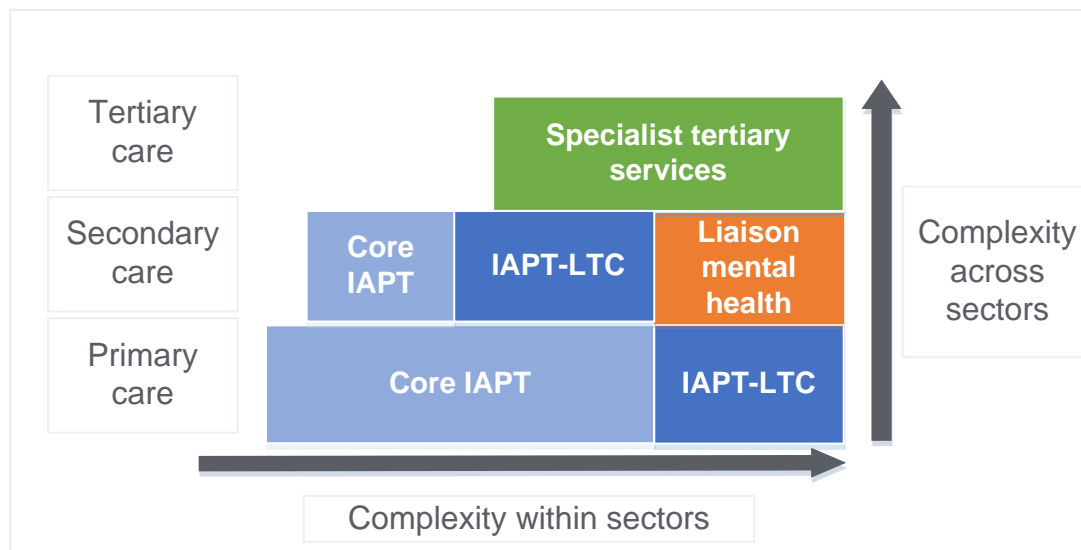 Tertiary
care
Specialist tertiary
services
Secondary
care
Core
IAPT
IAPT-LTC
Liaison
mental
health
Complexity
across
sectors
Primary
care
Core IAPT
IAPT-LTC
Complexity within sectors